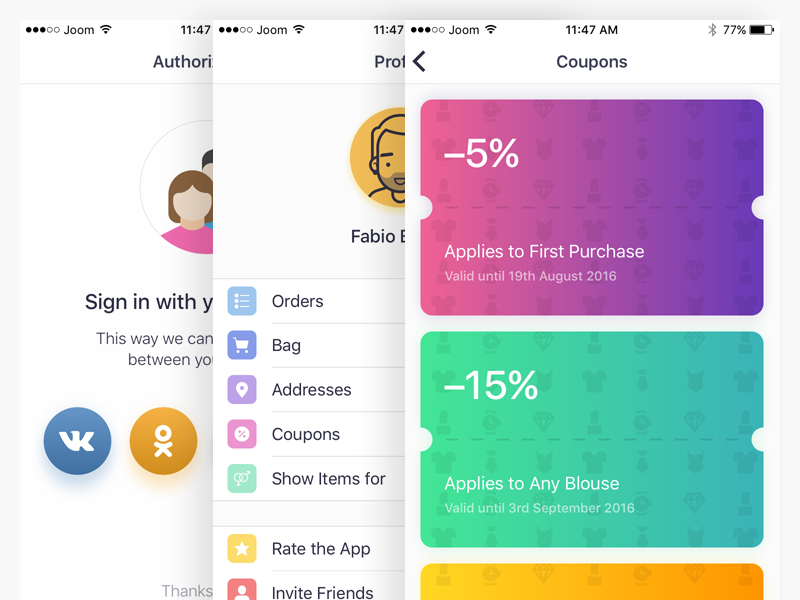 Joom
11:47
Authori
Sign in with y
This way we can
between you
Thanks
Joom
11:47
Prof
Fabio
Orders
Bag
Addresses
Coupons
Show Items for
Rate the App
Invite Friends
Joom
11:47 AM
77%
Coupons
–5%
Applies to First Purchase
Valid until 19th August 2016
–15%
Applies to Any Blouse
Valid until 3rd September 2016